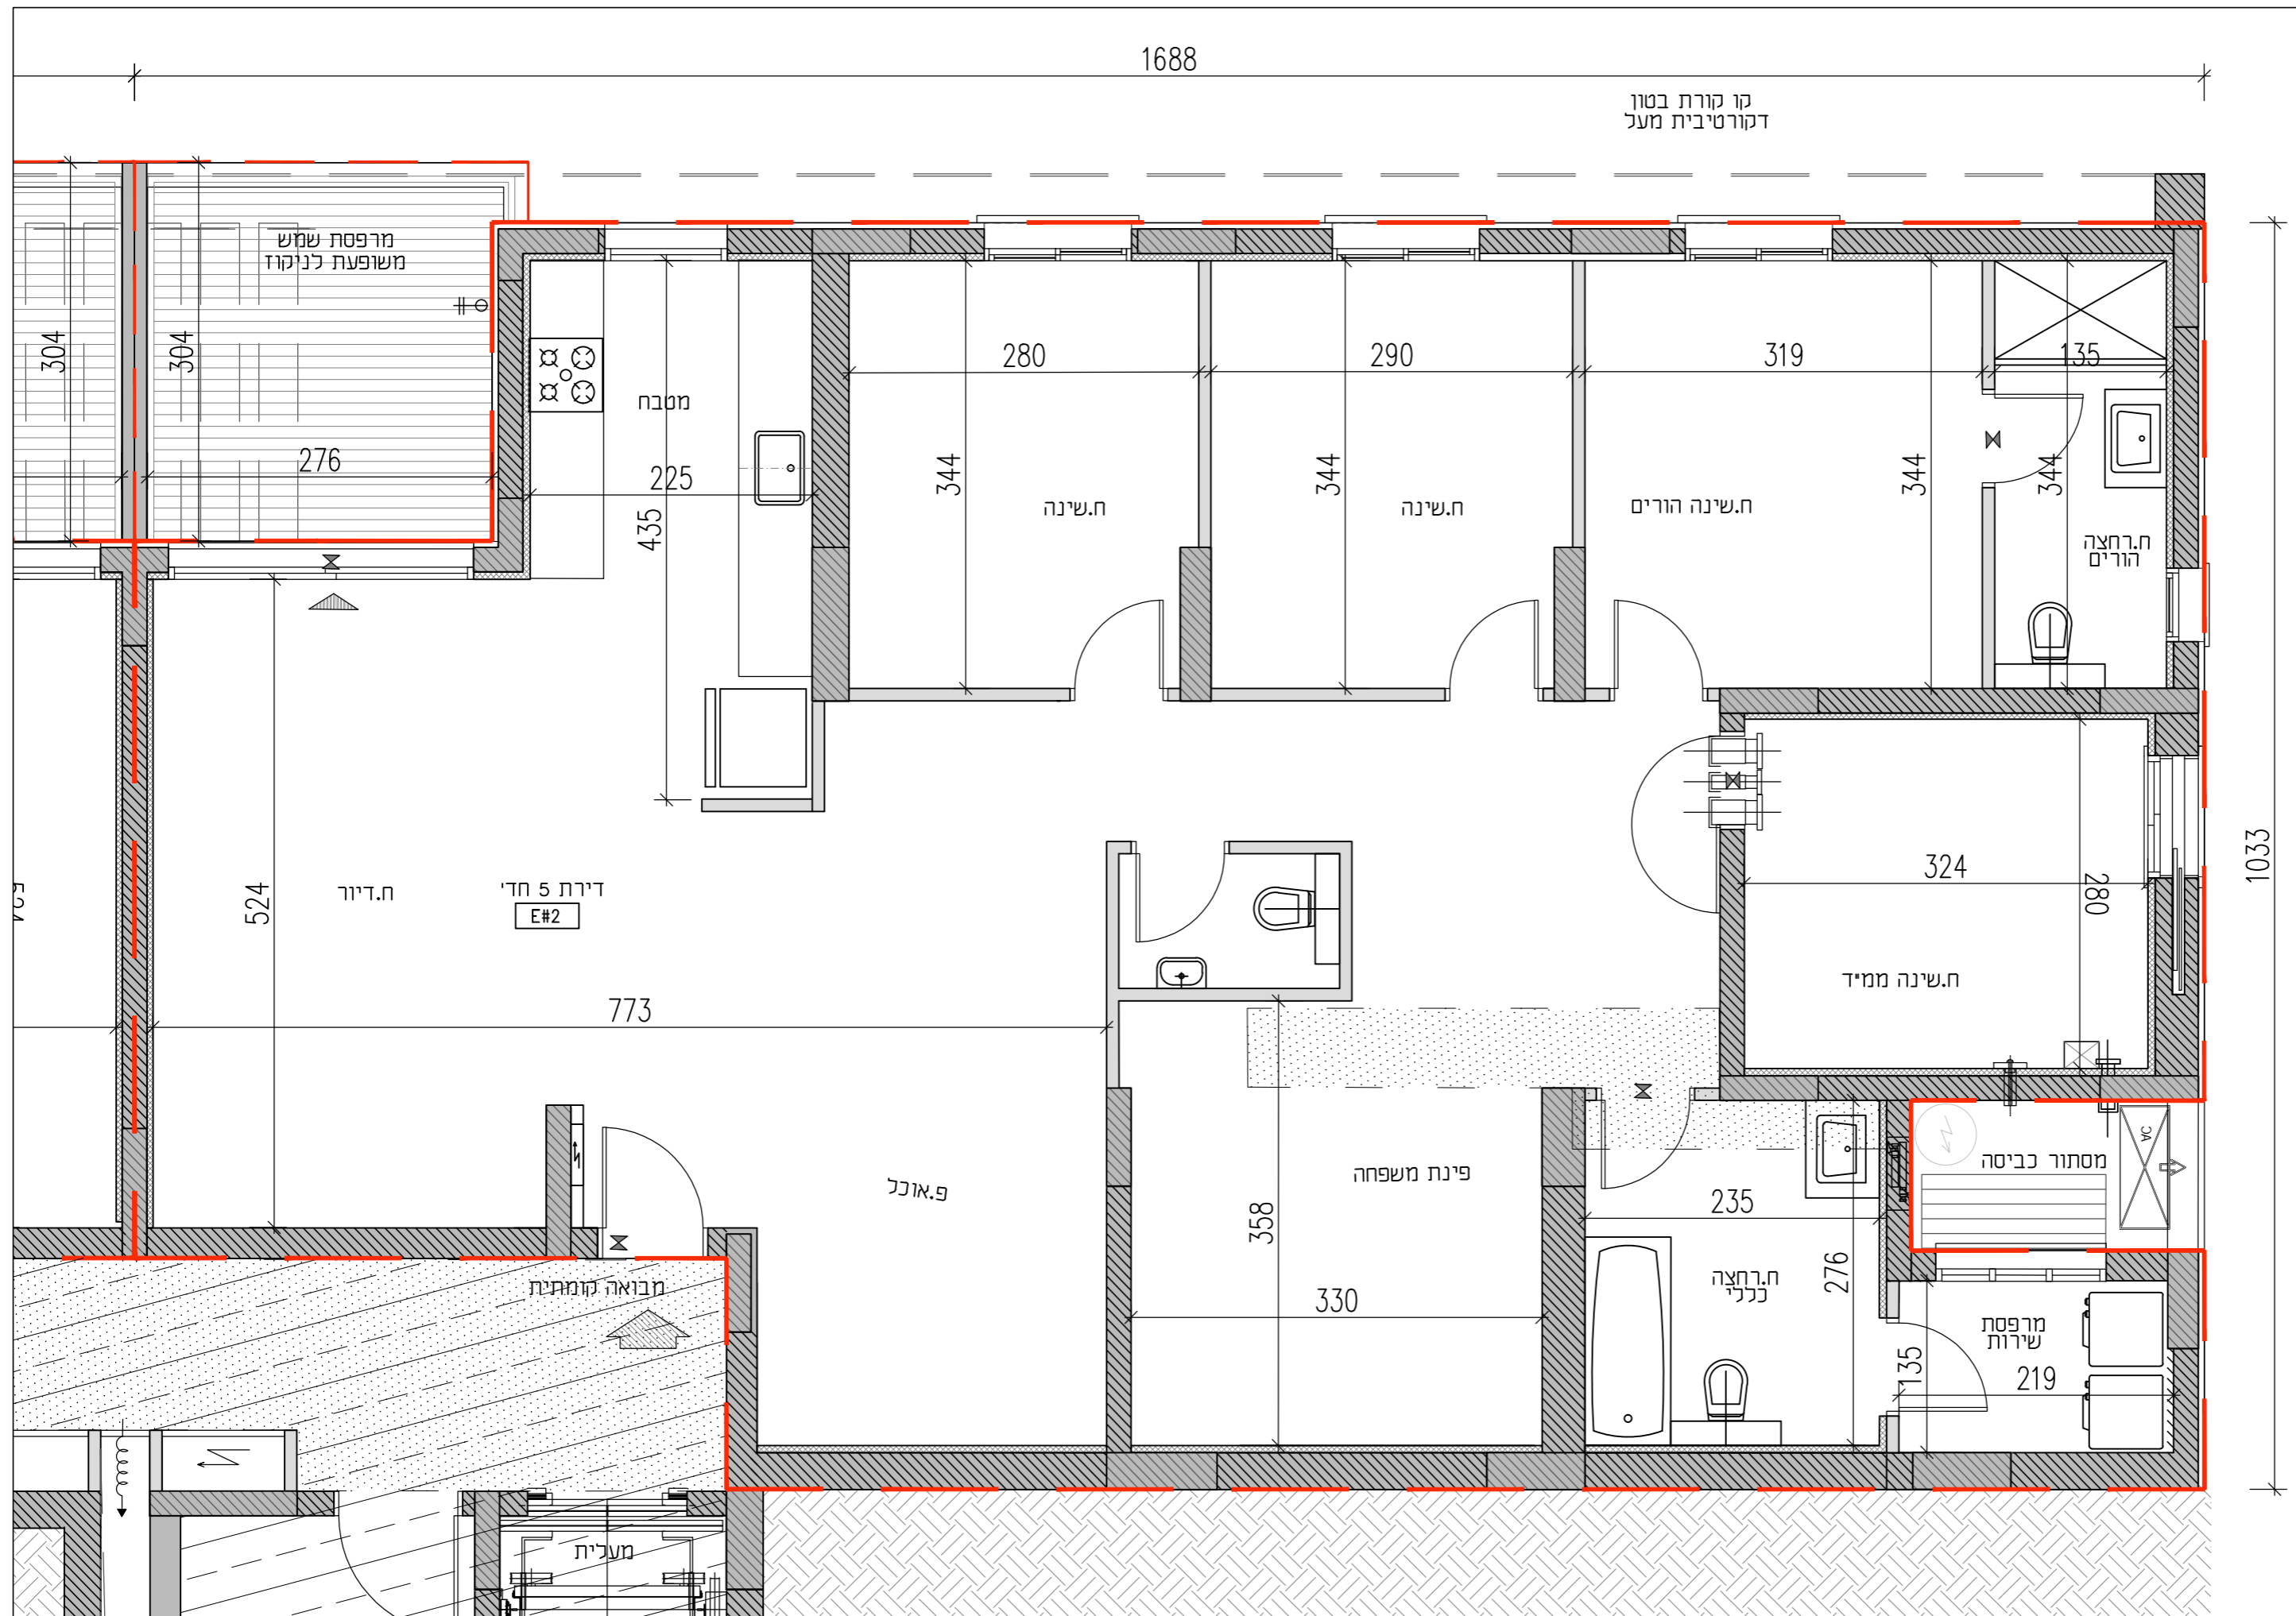 1688
קו קורת בטון
דקורטיבית מעל
מרפסת שמש
משופעת לניקוז
304
304
276
מטבח
225
435
280
344
ח.שינה
290
344
ח.שינה
319
344
ח.שינה הורים
135
344
ח.רחצה
הורים
1033
524
ח.דיור
דירת 5 חד'
E#2
773
324
280
ח.שינה ממ"ד
פ.אוכל
פינת משפחה
358
330
235
276
ח.רחצה
כללי
מסתור כביסה
AC
מרפסת
שירות
135
219
מבואה קומתית
מעלית